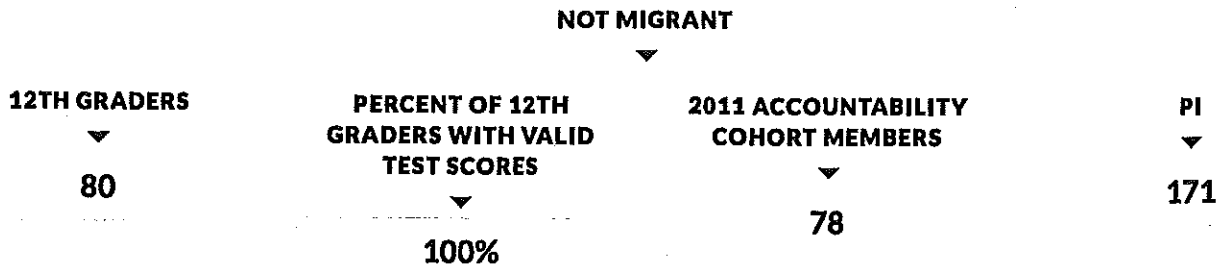 NOT MIGRANT
12TH GRADERS
80
PERCENT OF 12TH
GRADERS WITH VALID
TEST SCORES
100%
2011 ACCOUNTABILITY
COHORT MEMBERS
78
PI
171